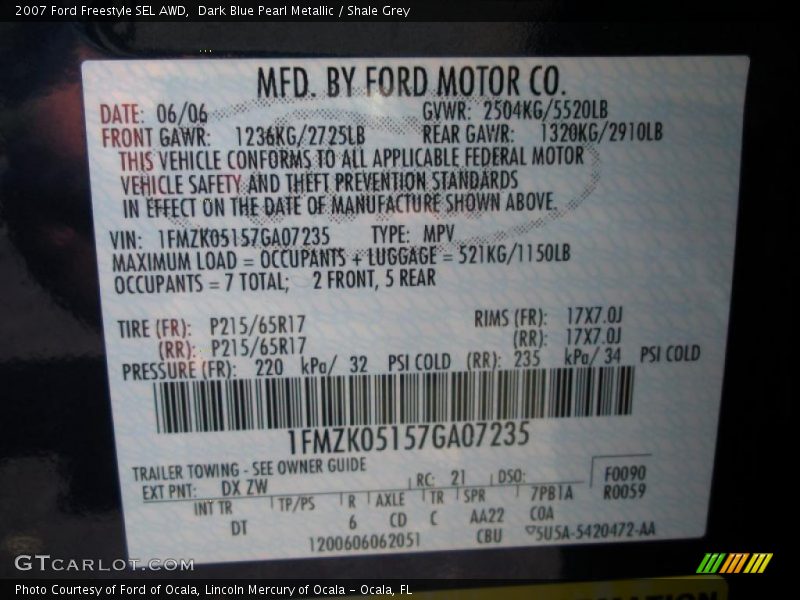 2007 Ford Freestyle SEL AWD,  Dark Blue Pearl Metallic / Shale Grey
MFD. BY FORD MOTOR CO.
DATE: 06/06 GVWR: 2504KG/5520LB
FRONT GAWR: 1236KG/2725LB REAR GAWR: 1320KG/2910LB
THIS VEHICLE CONFORMS TO ALL APPLICABLE FEDERAL MOTOR
VEHICLE SAFETY AND THEFT PREVENTION STANDARDS
IN EFFECT ON THE DATE OF MANUFACTURE SHOWN ABOVE.
VIN: 1FMZK05157GA07235 TYPE: MPV
MAXIMUM LOAD = OCCUPANTS + LUGGAGE = 521KG/1150LB
OCCUPANTS = 7 TOTAL; 2 FRONT, 5 REAR
TIRE (FR): P215/65R17 RIMS (FR): 17X7.0J
(RR): P215/65R17 (RR): 17X7.0J
PRESSURE (FR): 220 kPa/ 32 PSI COLD (RR): 235 kPa/ 34 PSI COLD
1FMZK05157GA07235
TRAILER TOWING - SEE OWNER GUIDE
EXT PNT: DX ZW RC: 21 DSO: F0090
INT TR TP/PS R AXLE TR SPR 7PB1A R0059
DT 6 CD C AA22 COA
1200606062051 CBU 5U5A-5420472-AA
GTCARLOT.COM
Photo Courtesy of Ford of Ocala, Lincoln Mercury of Ocala - Ocala, FL